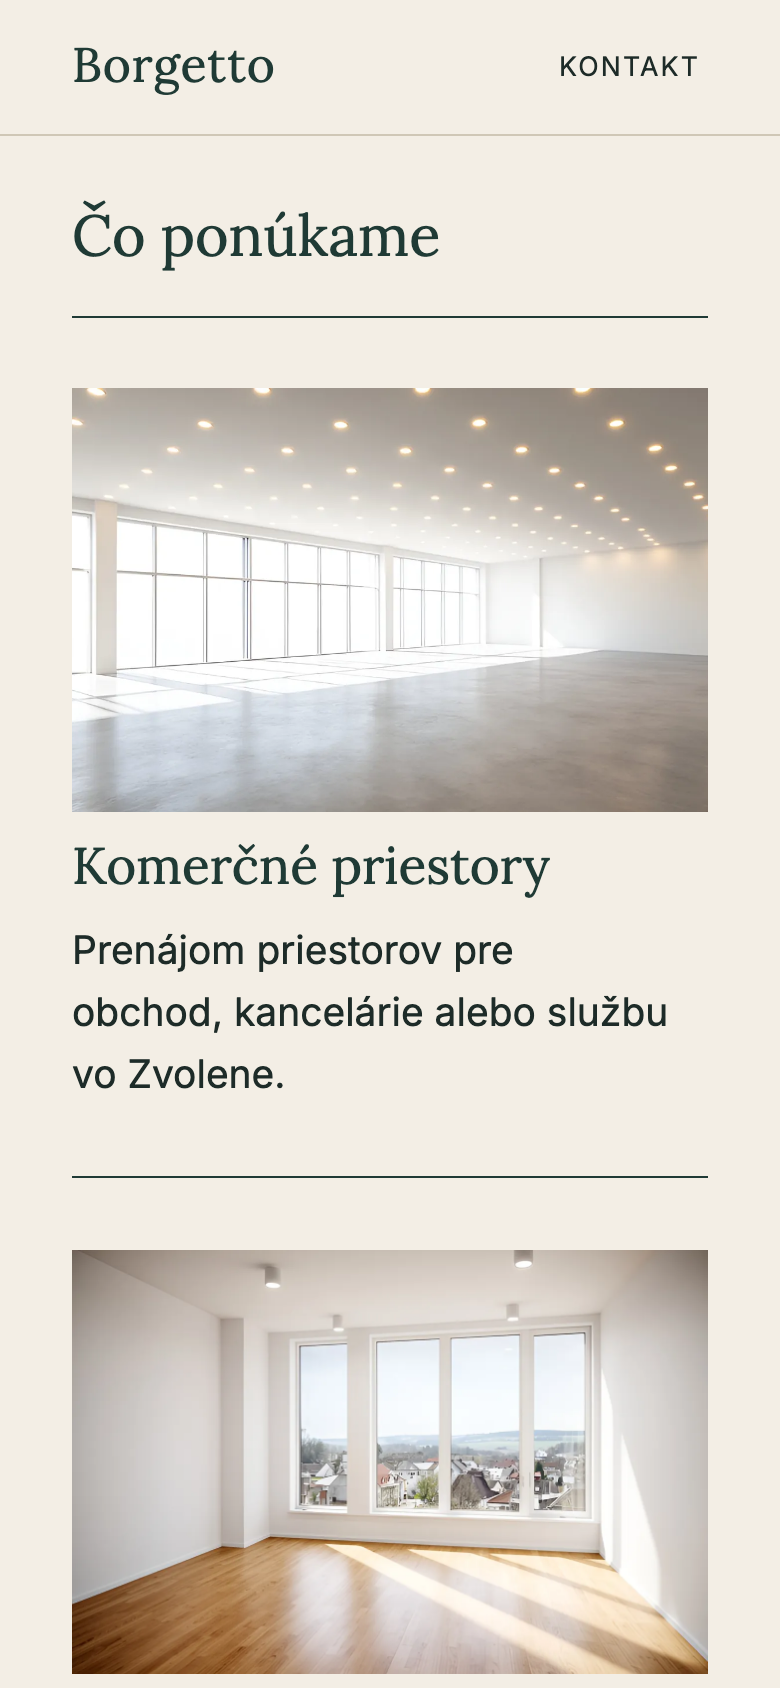 Borgetto
KONTAKT
Čo ponúkame
Komerčné priestory
Prenájom priestorov pre
obchod, kancelárie alebo službu
vo Zvolene.